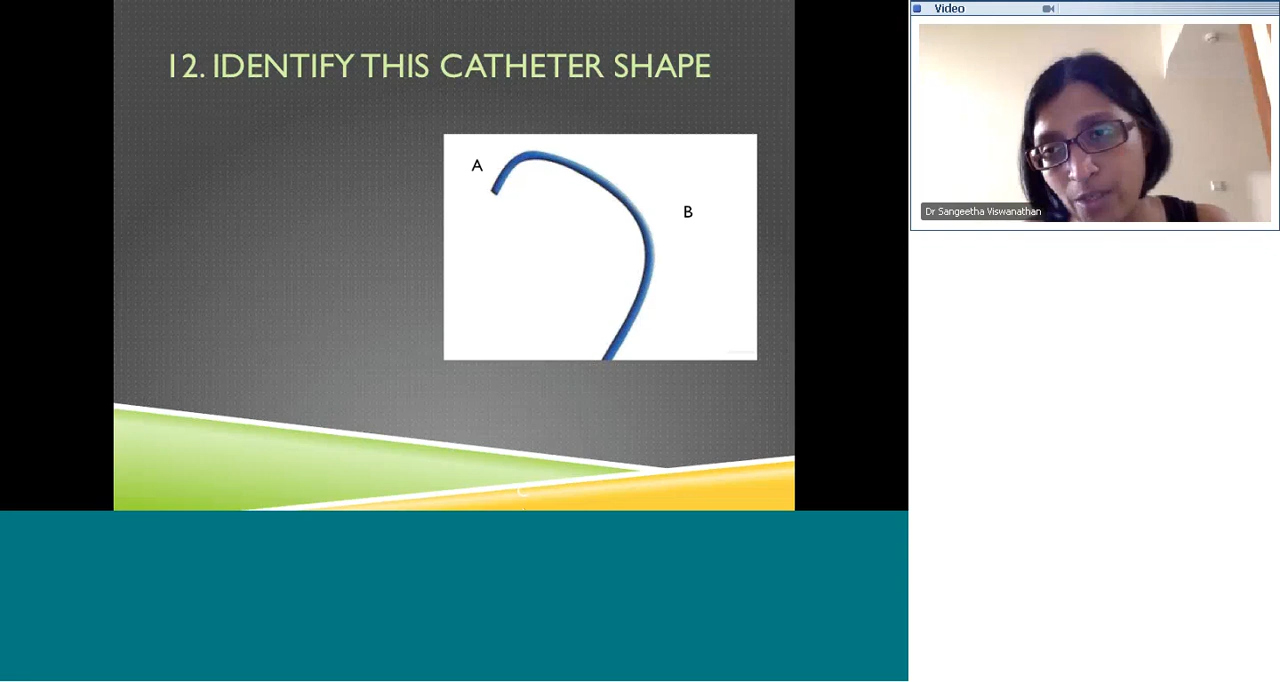 12. IDENTIFY THIS CATHETER SHAPE
A
B
Video
Dr Sangeetha Viswanathan